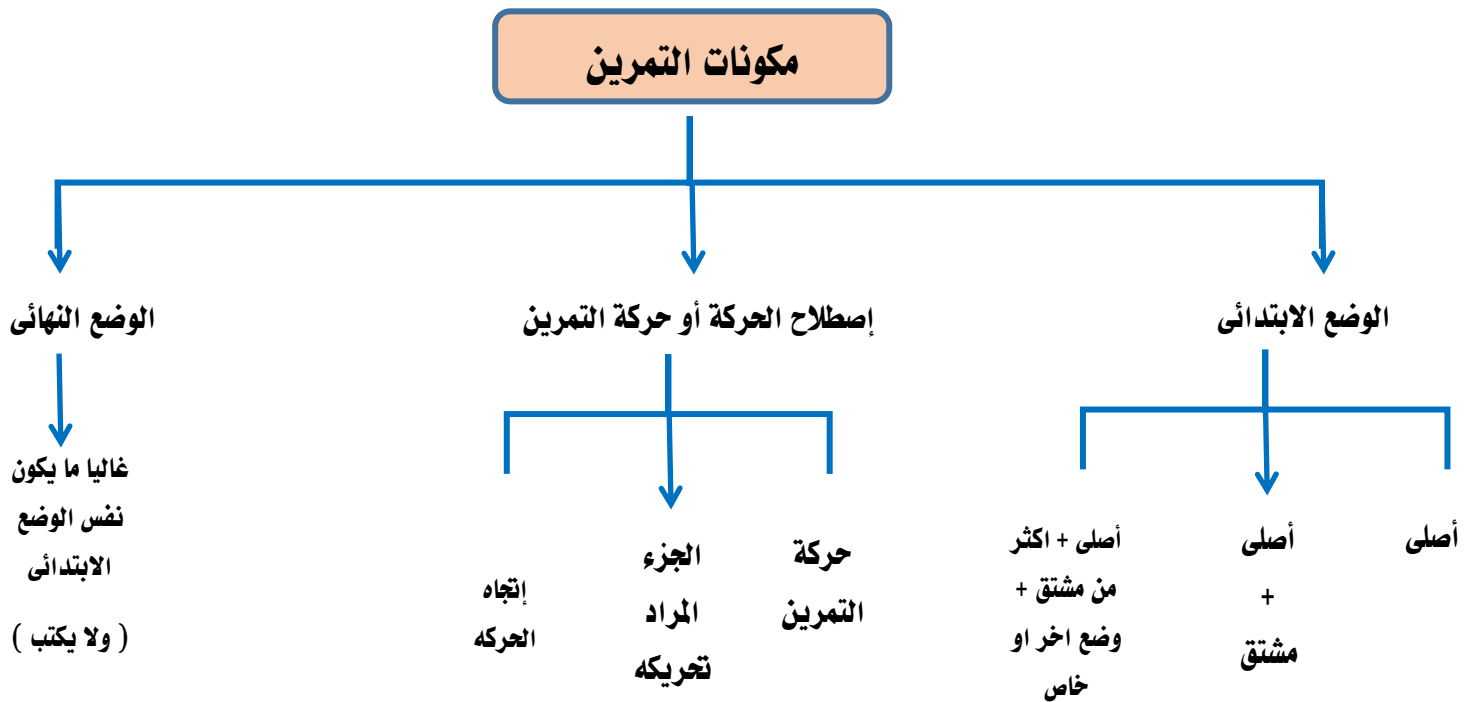 مكونات التمرين
الوضع الابتدائى
إصطلاح الحركة أو حركة التمرين
الوضع النهائى
أصلى
أصلى
+
مشتق
أصلى + اكثر
من مشتق +
وضع اخر او
خاص
حركة
التمرين
الجزء
المراد
تحريكه
إتجاه
الحركه
غاليا ما يكون
نفس الوضع
الابتدائى
( ولا يكتب )